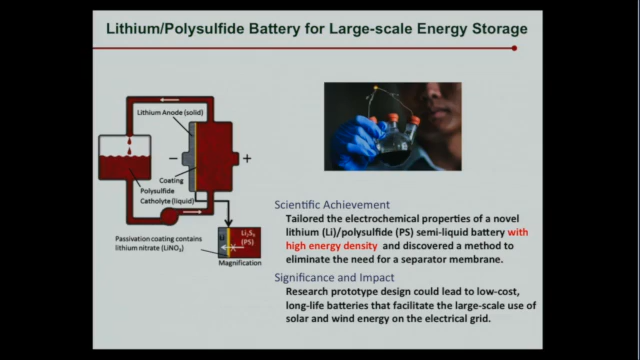 Lithium/Polysulfide Battery for Large-scale Energy Storage
Lithium Anode (solid)
−
+
Coating
Polysulfide
Catholyte (liquid)
Passivation coating contains
lithium nitrate (LiNO₃)
Li
Li₂S₈
(PS)
Magnification
Scientific Achievement
Tailored the electrochemical properties of a novel
lithium (Li)/polysulfide (PS) semi-liquid battery with
high energy density and discovered a method to
eliminate the need for a separator membrane.
Significance and Impact
Research prototype design could lead to low-cost,
long-life batteries that facilitate the large-scale use of
solar and wind energy on the electrical grid.